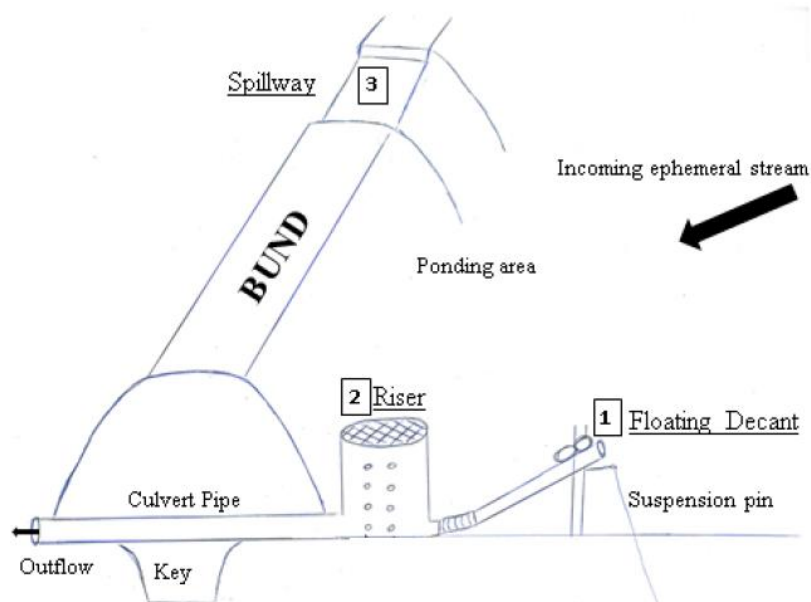 Spillway
3
Incoming ephemeral stream
BUND
Ponding area
2 Riser
1 Floating Decant
Culvert Pipe
Suspension pin
Outflow
Key